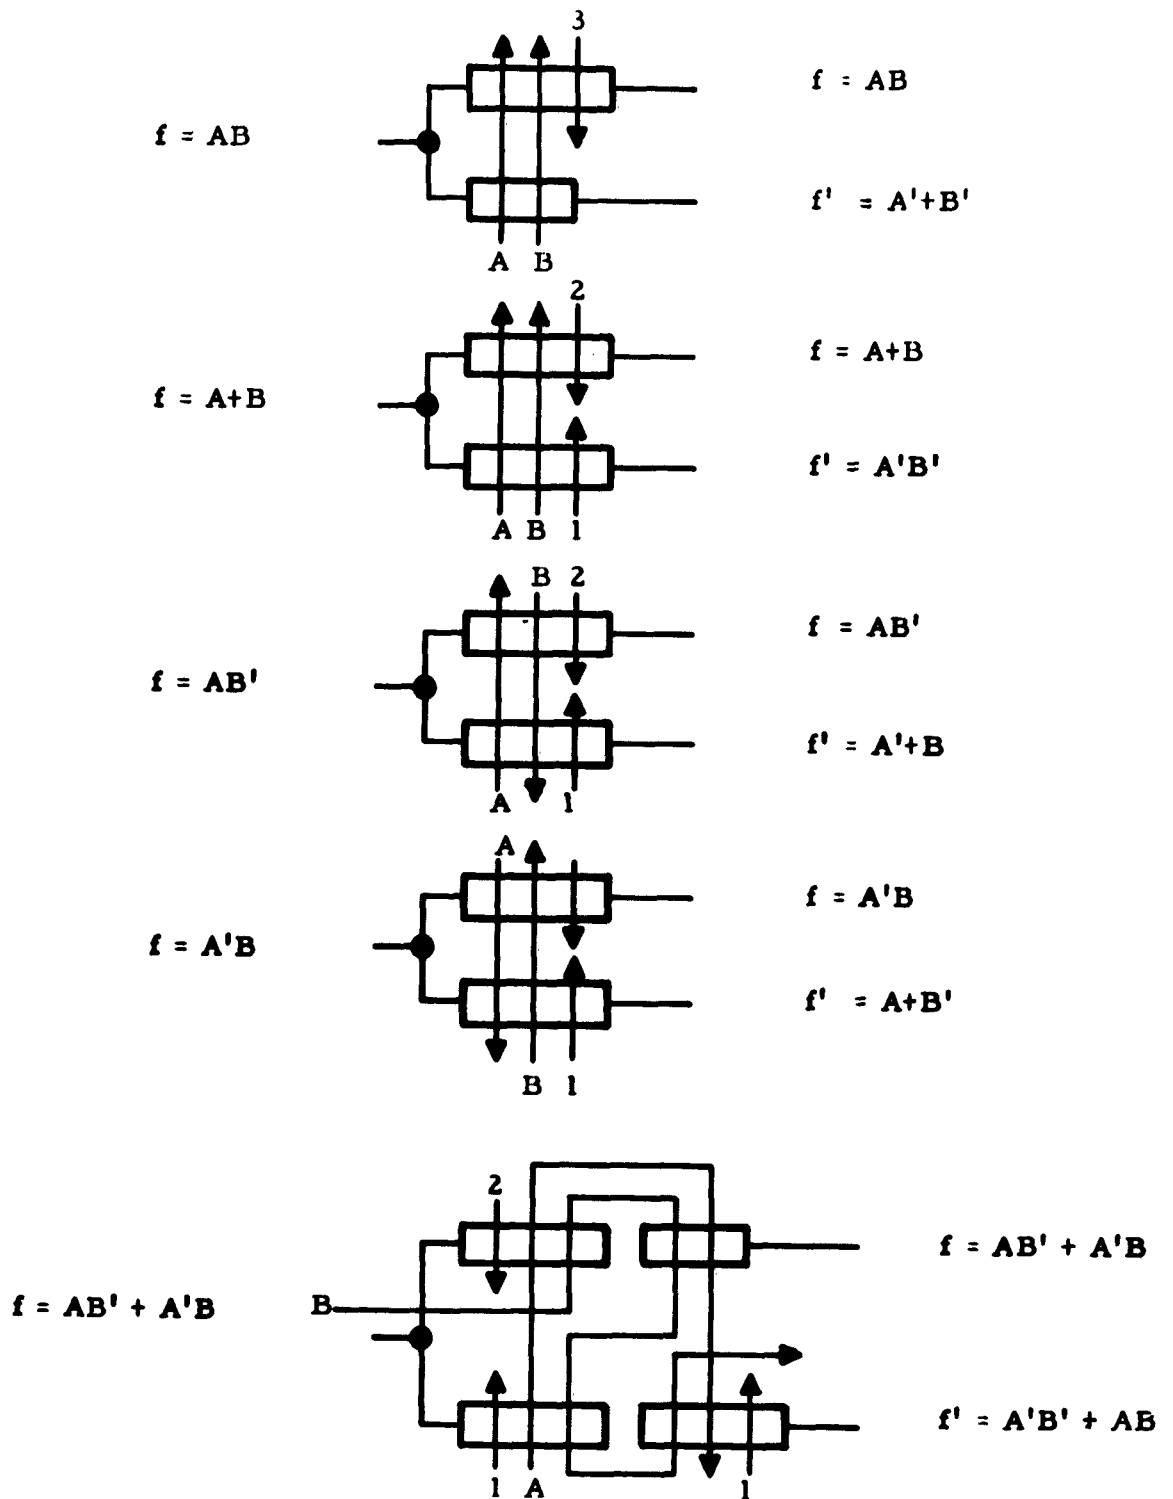 3
f = AB
f = AB
f' = A'+B'
A B
2
f = A+B
f = A+B
f' = A'B'
A B 1
B 2
f = AB'
f = AB'
f' = A'+B
A 1
A
f = A'B
f = A'B
f' = A+B'
B 1
2
f = AB' + A'B
f = AB' + A'B B
f' = A'B' + AB
1 A 1